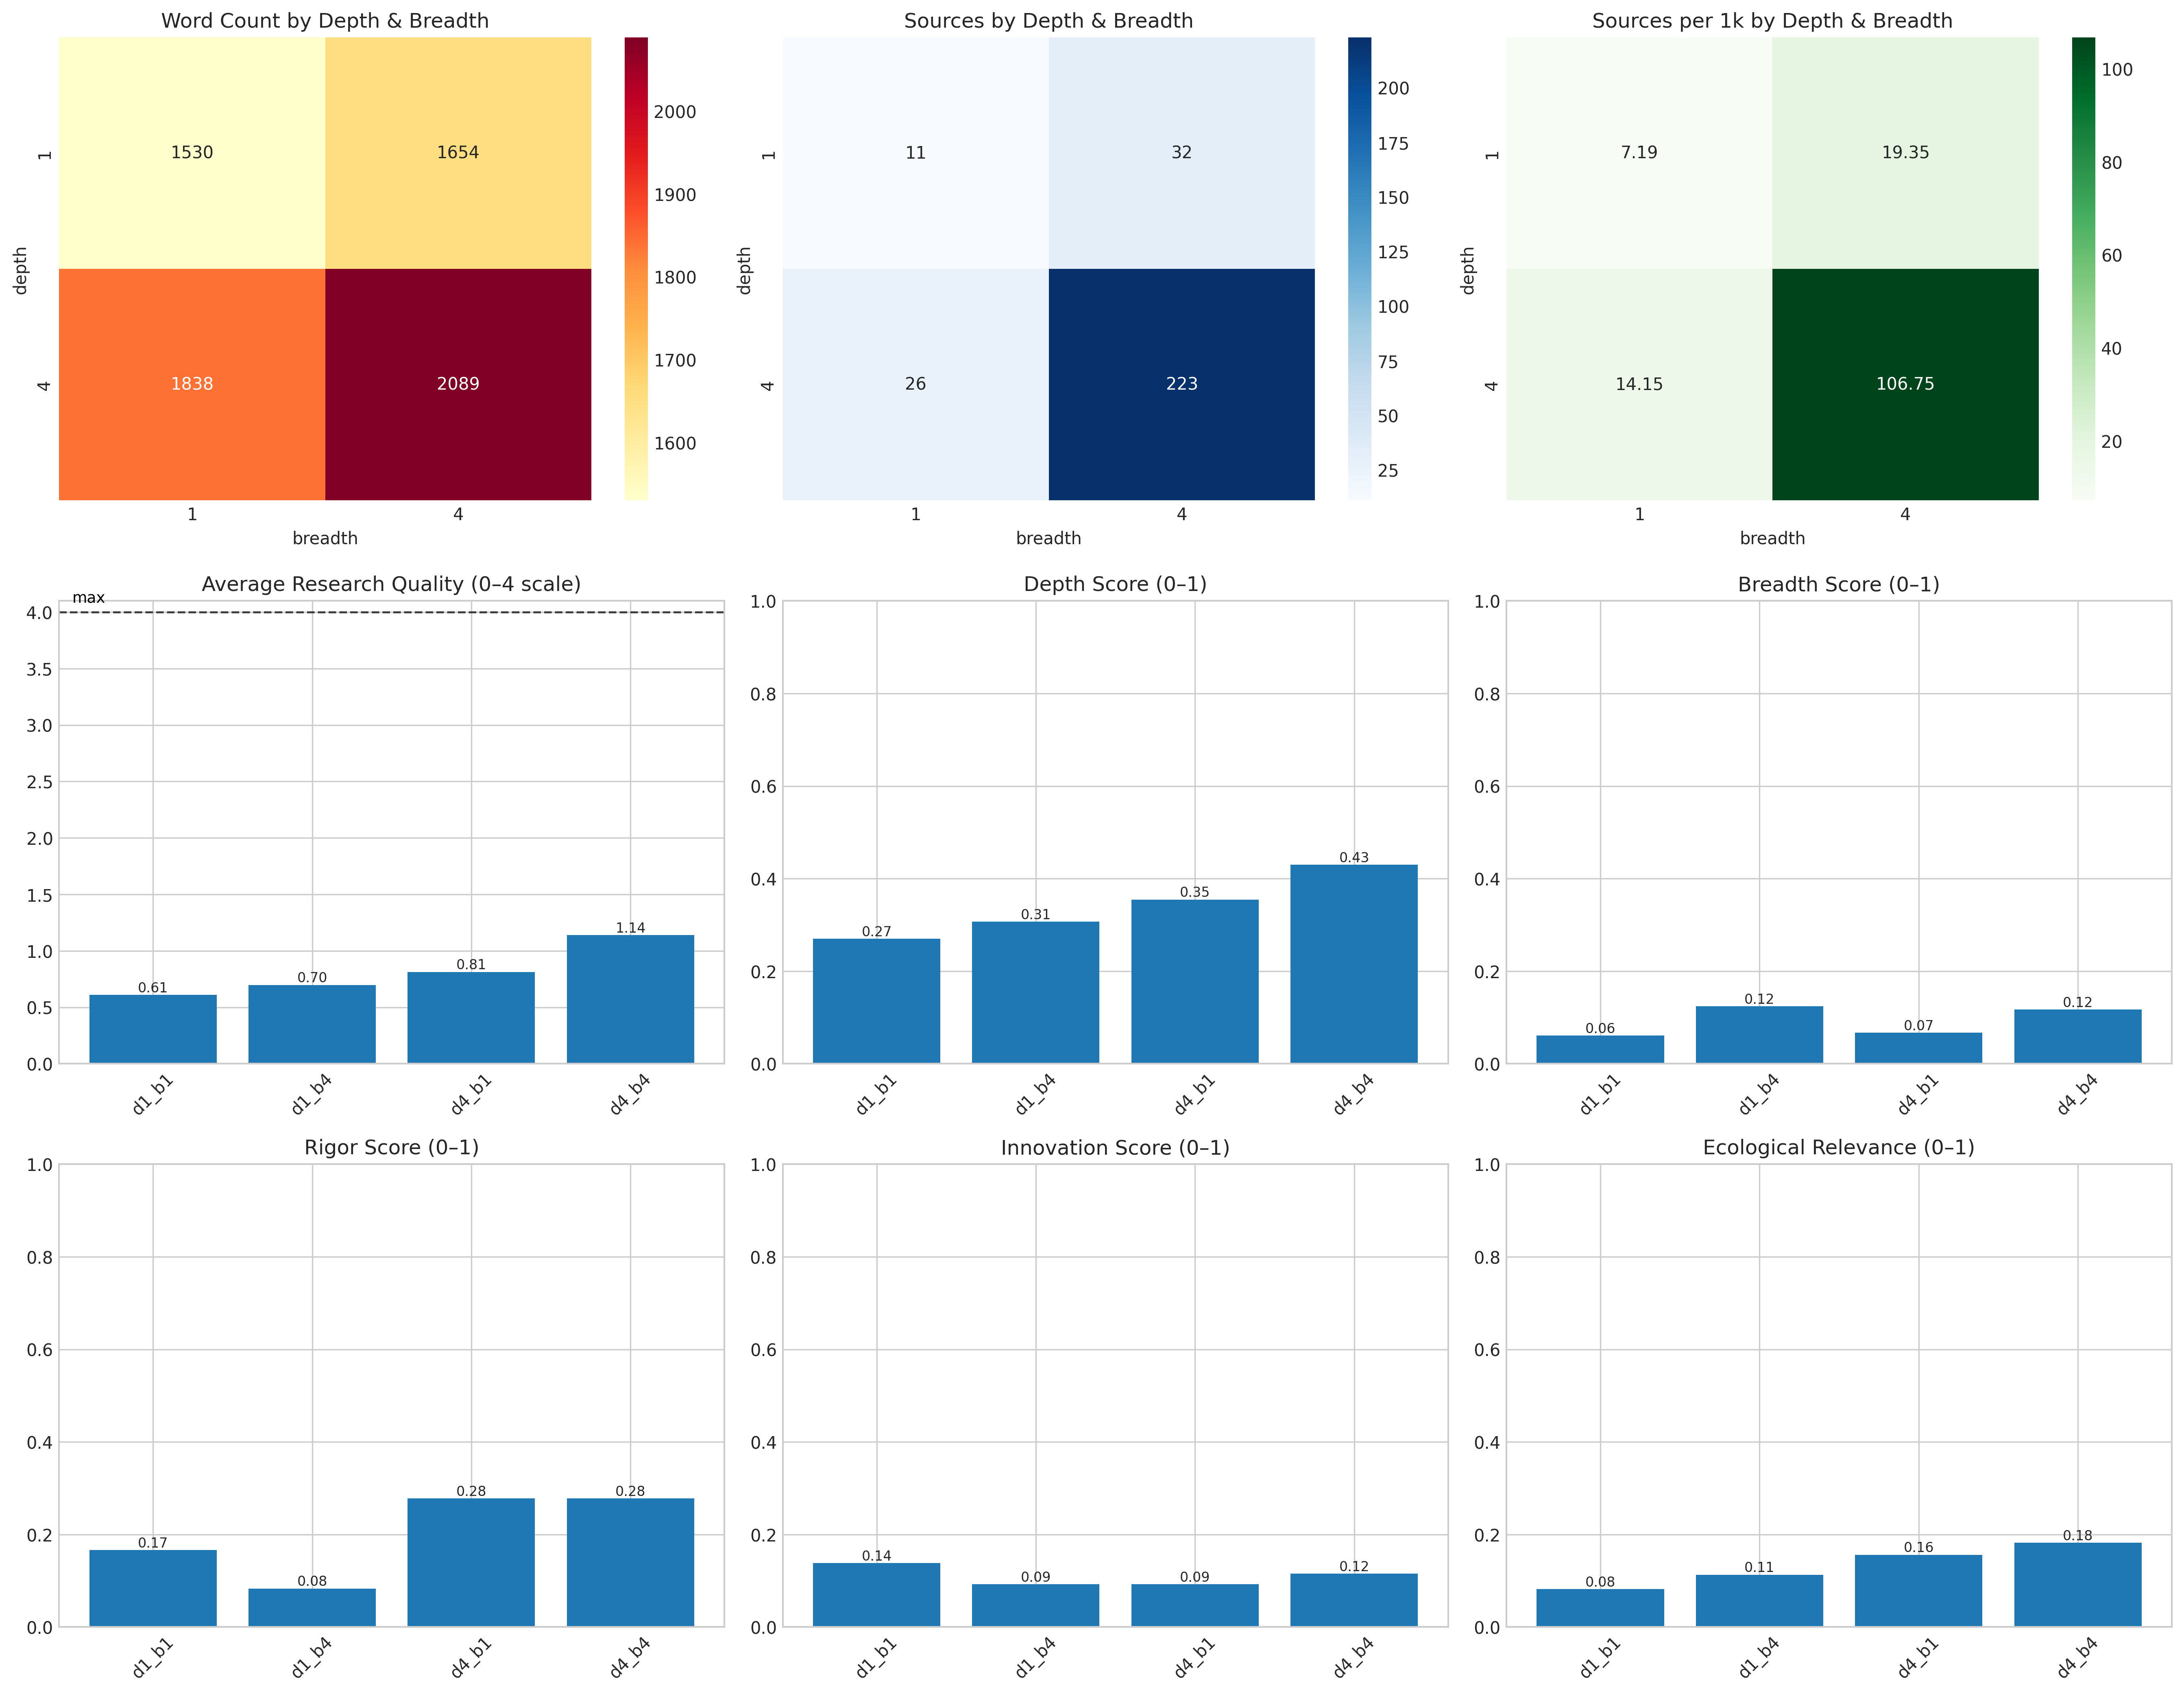 Word Count by Depth & Breadth
1530
1654
1838
2089
1
4
depth
1
4
breadth
2000
1900
1800
1700
1600
Sources by Depth & Breadth
11
32
26
223
1
4
depth
1
4
breadth
200
175
150
125
100
75
50
25
Sources per 1k by Depth & Breadth
7.19
19.35
14.15
106.75
1
4
depth
1
4
breadth
100
80
60
40
20
Average Research Quality (0–4 scale)
max
4.0
3.5
3.0
2.5
2.0
1.5
1.0
0.5
0.0
0.61
0.70
0.81
1.14
d1_b1
d1_b4
d4_b1
d4_b4
Depth Score (0–1)
1.0
0.8
0.6
0.4
0.2
0.0
0.27
0.31
0.35
0.43
d1_b1
d1_b4
d4_b1
d4_b4
Breadth Score (0–1)
1.0
0.8
0.6
0.4
0.2
0.0
0.06
0.12
0.07
0.12
d1_b1
d1_b4
d4_b1
d4_b4
Rigor Score (0–1)
1.0
0.8
0.6
0.4
0.2
0.0
0.17
0.08
0.28
0.28
d1_b1
d1_b4
d4_b1
d4_b4
Innovation Score (0–1)
1.0
0.8
0.6
0.4
0.2
0.0
0.14
0.09
0.09
0.12
d1_b1
d1_b4
d4_b1
d4_b4
Ecological Relevance (0–1)
1.0
0.8
0.6
0.4
0.2
0.0
0.08
0.11
0.16
0.18
d1_b1
d1_b4
d4_b1
d4_b4